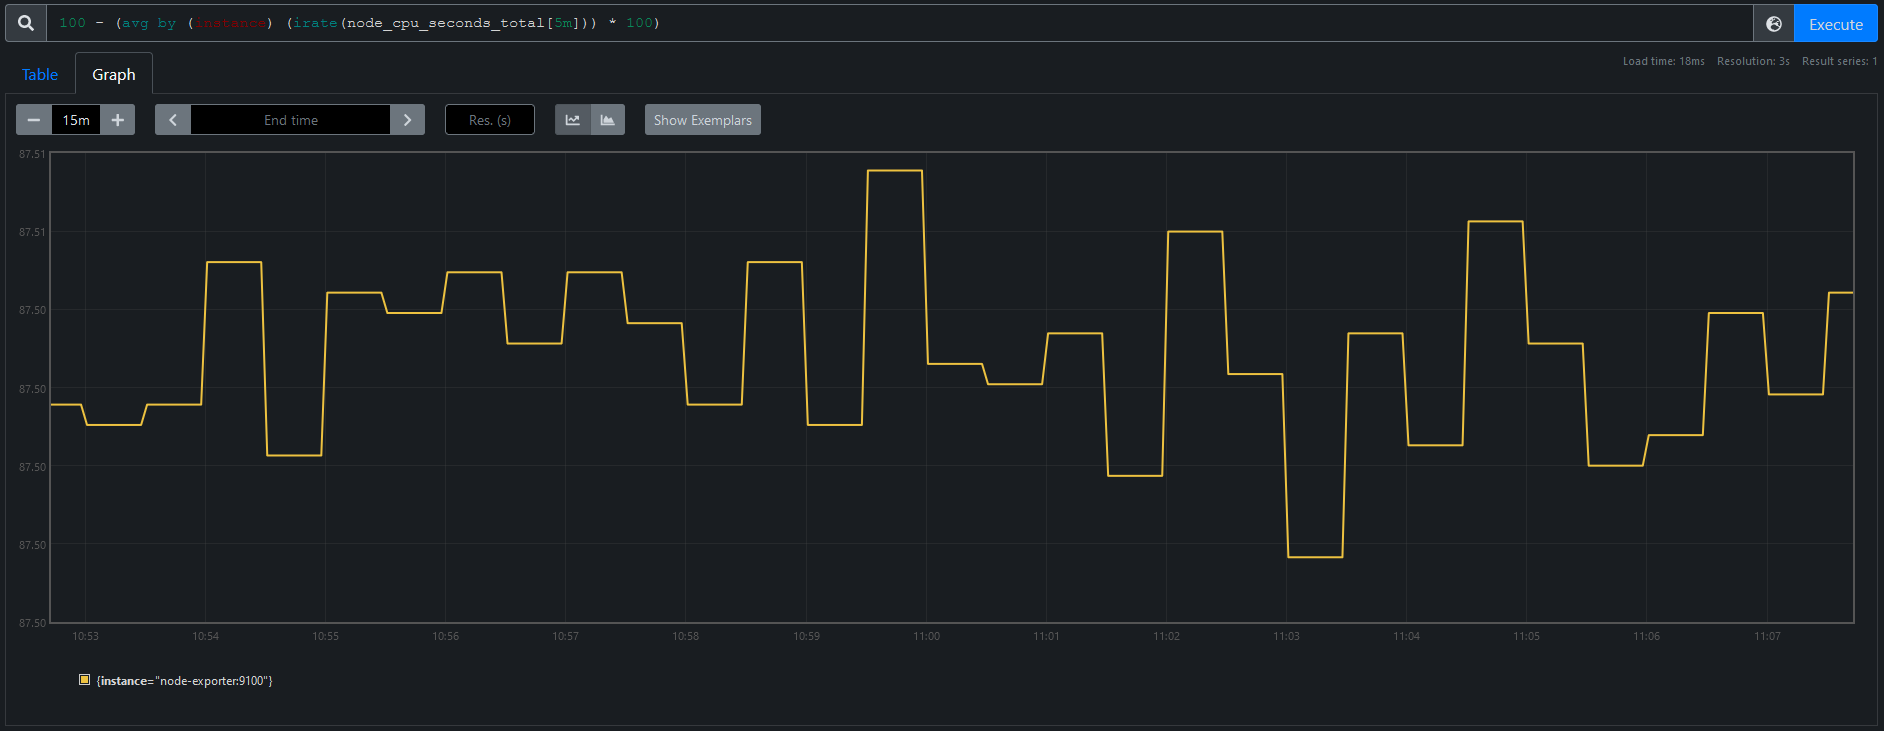 100 - (avg by (instance) (irate(node_cpu_seconds_total[5m])) * 100)
Execute
Table
Graph
Load time: 18ms Resolution: 3s Result series: 1
15m
End time
Res. (s)
Show Exemplars
87.51
87.51
87.50
87.50
87.50
87.50
87.50
10:53 10:54 10:55 10:56 10:57 10:58 10:59 11:00 11:01 11:02 11:03 11:04 11:05 11:06 11:07
{instance="node-exporter:9100"}